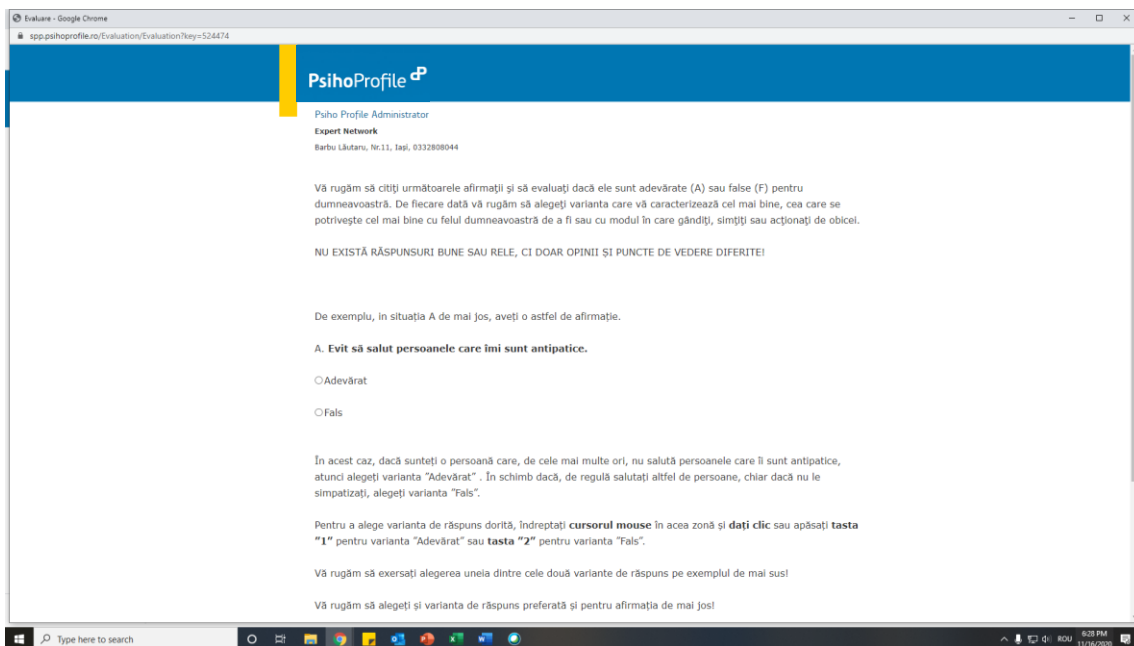 Evaluare - Google Chrome
spp.psihoprofile.ro/Evaluation/Evaluation?key=524474
PsihoProfile
Psiho Profile Administrator
Expert Network
Barbu Lăutaru, Nr.11, Iași, 0332808044
Vă rugăm să citiți următoarele afirmații și să evaluați dacă ele sunt adevărate (A) sau false (F) pentru
dumneavoastră. De fiecare dată vă rugăm să alegeți varianta care vă caracterizează cel mai bine, cea care se
potrivește cel mai bine cu felul dumneavoastră de a fi sau cu modul în care gândiți, simțiți sau acționați de obicei.
NU EXISTĂ RĂSPUNSURI BUNE SAU RELE, CI DOAR OPINII ȘI PUNCTE DE VEDERE DIFERITE!
De exemplu, in situația A de mai jos, aveți o astfel de afirmație.
A. Evit să salut persoanele care îmi sunt antipatice.
Adevărat
Fals
În acest caz, dacă sunteți o persoană care, de cele mai multe ori, nu salută persoanele care îi sunt antipatice,
atunci alegeți varianta "Adevărat" . În schimb dacă, de regulă salutați altfel de persoane, chiar dacă nu le
simpatizați, alegeți varianta "Fals".
Pentru a alege varianta de răspuns dorită, îndreptați cursorul mouse în acea zonă și dați clic sau apăsați tasta
"1" pentru varianta "Adevărat" sau tasta "2" pentru varianta "Fals".
Vă rugăm să exersați alegerea uneia dintre cele două variante de răspuns pe exemplul de mai sus!
Vă rugăm să alegeți și varianta de răspuns preferată și pentru afirmația de mai jos!
Type here to search
ROU
6:28 PM
11/16/2020